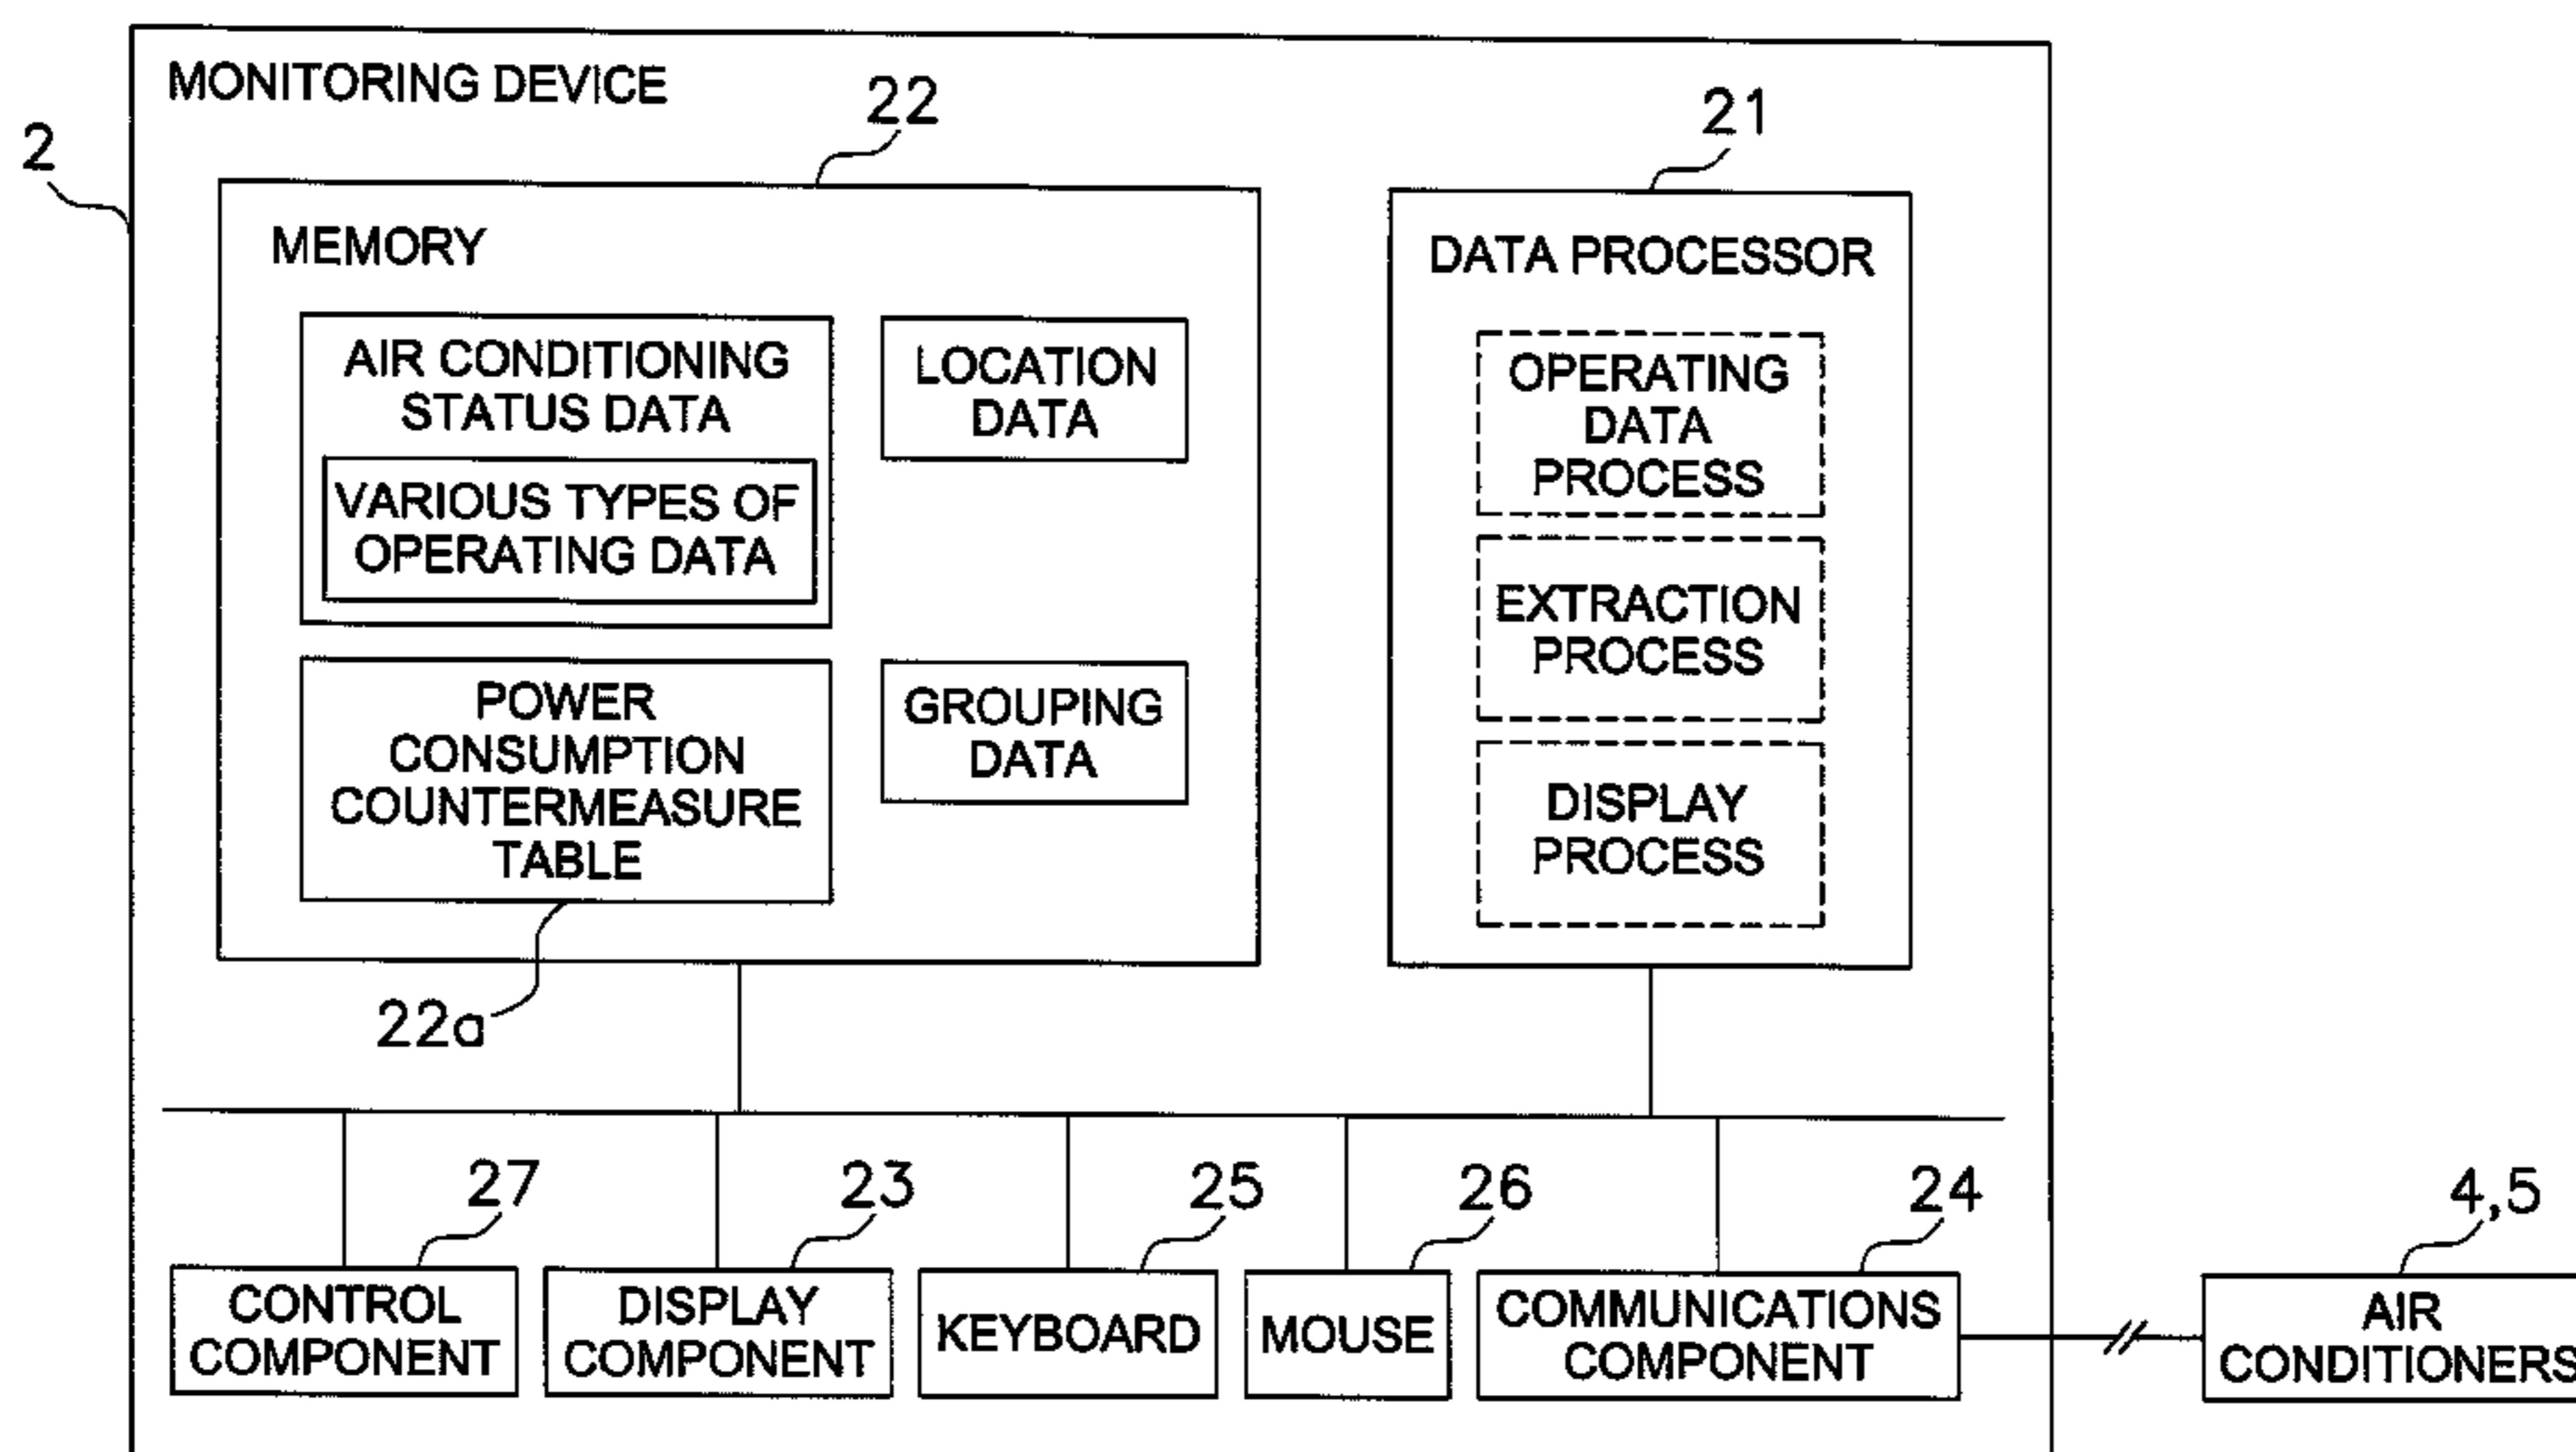 MONITORING DEVICE
2
22
21
MEMORY
DATA PROCESSOR
AIR CONDITIONING
STATUS DATA
VARIOUS TYPES OF
OPERATING DATA
LOCATION
DATA
POWER
CONSUMPTION
COUNTERMEASURE
TABLE
GROUPING
DATA
22a
OPERATING
DATA
PROCESS
EXTRACTION
PROCESS
DISPLAY
PROCESS
27
23
25
26
24
4,5
CONTROL
COMPONENT
DISPLAY
COMPONENT
KEYBOARD
MOUSE
COMMUNICATIONS
COMPONENT
AIR
CONDITIONERS